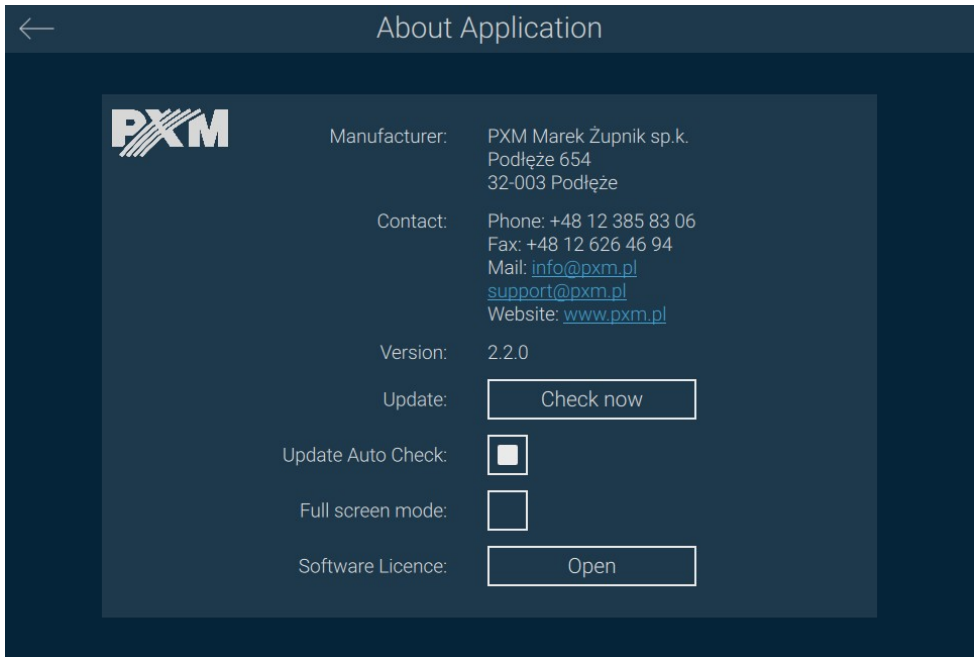 About Application
PXM
Manufacturer: PXM Marek Żupnik sp.k.
Podłęże 654
32-003 Podłęże
Contact: Phone: +48 12 385 83 06
Fax: +48 12 626 46 94
Mail: info@pxm.pl
support@pxm.pl
Website: www.pxm.pl
Version: 2.2.0
Update: Check now
Update Auto Check:
Full screen mode:
Software Licence: Open